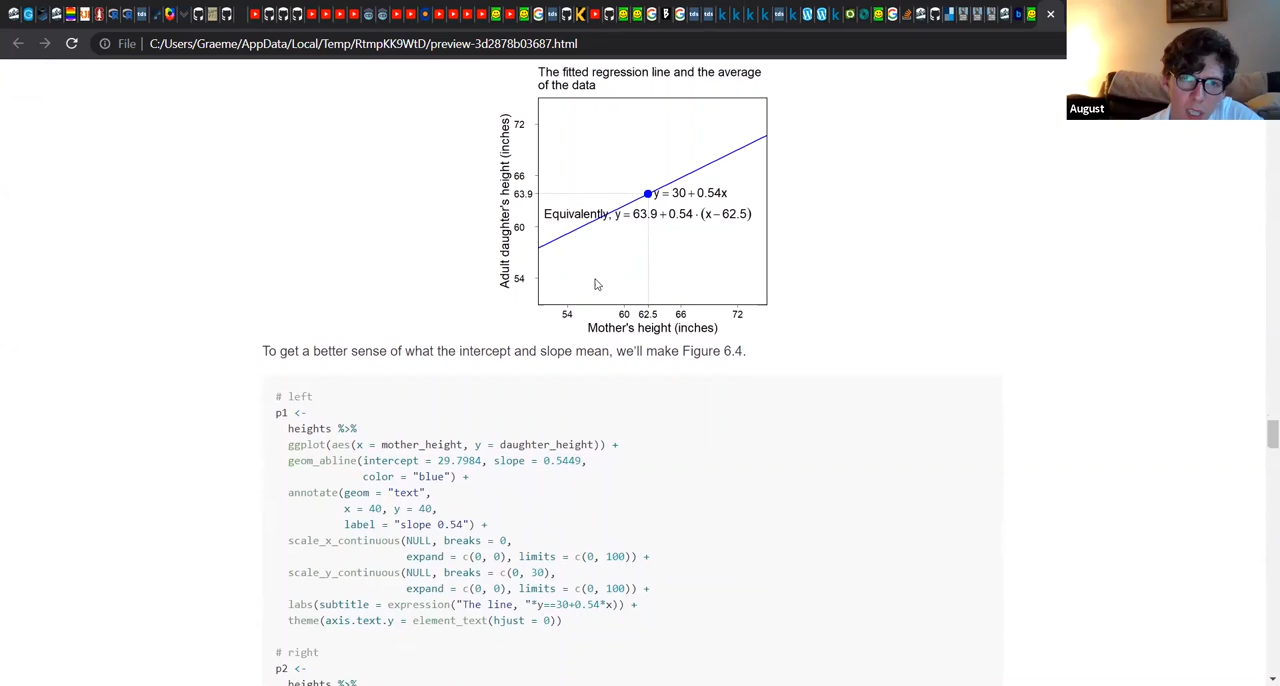 File
C:/Users/Graeme/AppData/Local/Temp/RtmpKK9WtD/preview-3d2878b03687.html
August
The fitted regression line and the average
of the data
Adult daughter's height (inches)
72
66
63.9
60
54
y = 30 + 0.54x
Equivalently, y = 63.9 + 0.54 · (x − 62.5)
54 60 62.5 66 72
Mother's height (inches)
To get a better sense of what the intercept and slope mean, we'll make Figure 6.4.
# left
p1 <-
heights %>%
ggplot(aes(x = mother_height, y = daughter_height)) +
geom_abline(intercept = 29.7984, slope = 0.5449,
color = "blue") +
annotate(geom = "text",
x = 40, y = 40,
label = "slope 0.54") +
scale_x_continuous(NULL, breaks = 0,
expand = c(0, 0), limits = c(0, 100)) +
scale_y_continuous(NULL, breaks = c(0, 30),
expand = c(0, 0), limits = c(0, 100)) +
labs(subtitle = expression("The line, "*y==30+0.54*x)) +
theme(axis.text.y = element_text(hjust = 0))
# right
p2 <-
heights %>%